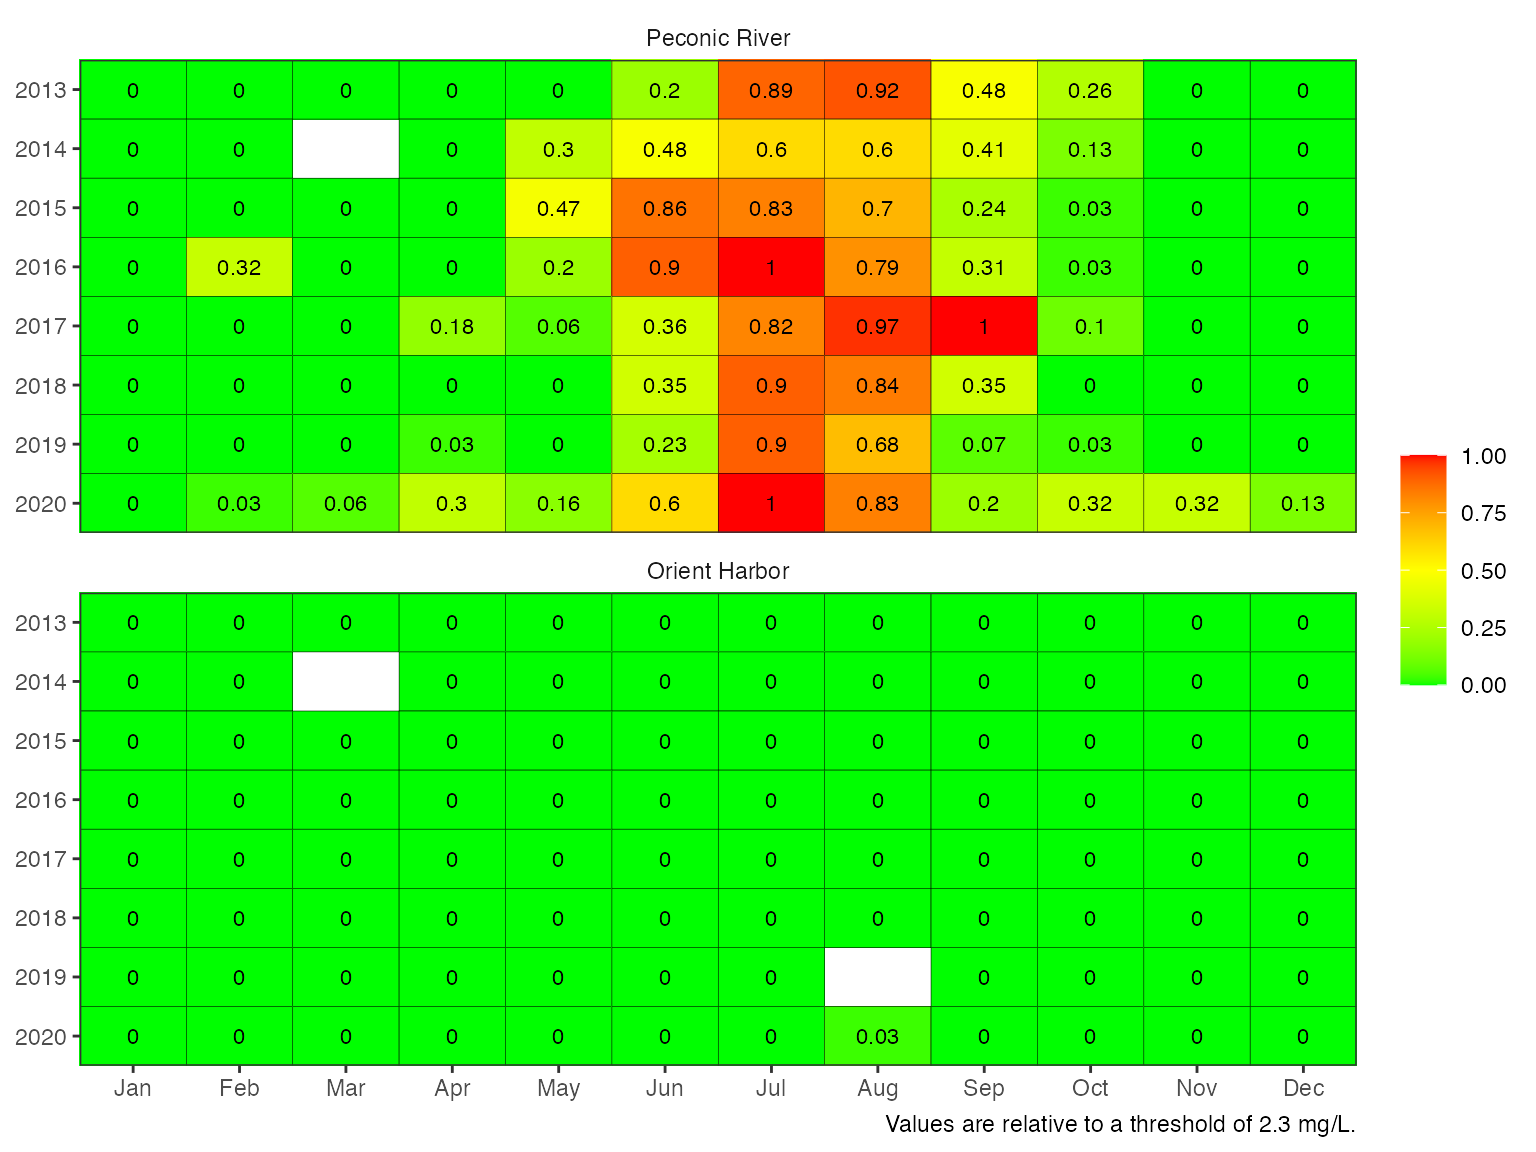 Peconic River
2013 0 0 0 0 0 0.2 0.89 0.92 0.48 0.26 0 0
2014 0 0 0 0.3 0.48 0.6 0.6 0.41 0.13 0 0
2015 0 0 0 0 0.47 0.86 0.83 0.7 0.24 0.03 0 0
2016 0 0.32 0 0 0.2 0.9 1 0.79 0.31 0.03 0 0
2017 0 0 0 0.18 0.06 0.36 0.82 0.97 1 0.1 0 0
2018 0 0 0 0 0 0.35 0.9 0.84 0.35 0 0 0
2019 0 0 0 0.03 0 0.23 0.9 0.68 0.07 0.03 0 0
2020 0 0.03 0.06 0.3 0.16 0.6 1 0.83 0.2 0.32 0.32 0.13
Orient Harbor
2013 0 0 0 0 0 0 0 0 0 0 0 0
2014 0 0 0 0 0 0 0 0 0 0 0
2015 0 0 0 0 0 0 0 0 0 0 0 0
2016 0 0 0 0 0 0 0 0 0 0 0 0
2017 0 0 0 0 0 0 0 0 0 0 0 0
2018 0 0 0 0 0 0 0 0 0 0 0 0
2019 0 0 0 0 0 0 0 0 0 0 0
2020 0 0 0 0 0 0 0 0.03 0 0 0 0
Jan Feb Mar Apr May Jun Jul Aug Sep Oct Nov Dec
Values are relative to a threshold of 2.3 mg/L.
1.00
0.75
0.50
0.25
0.00